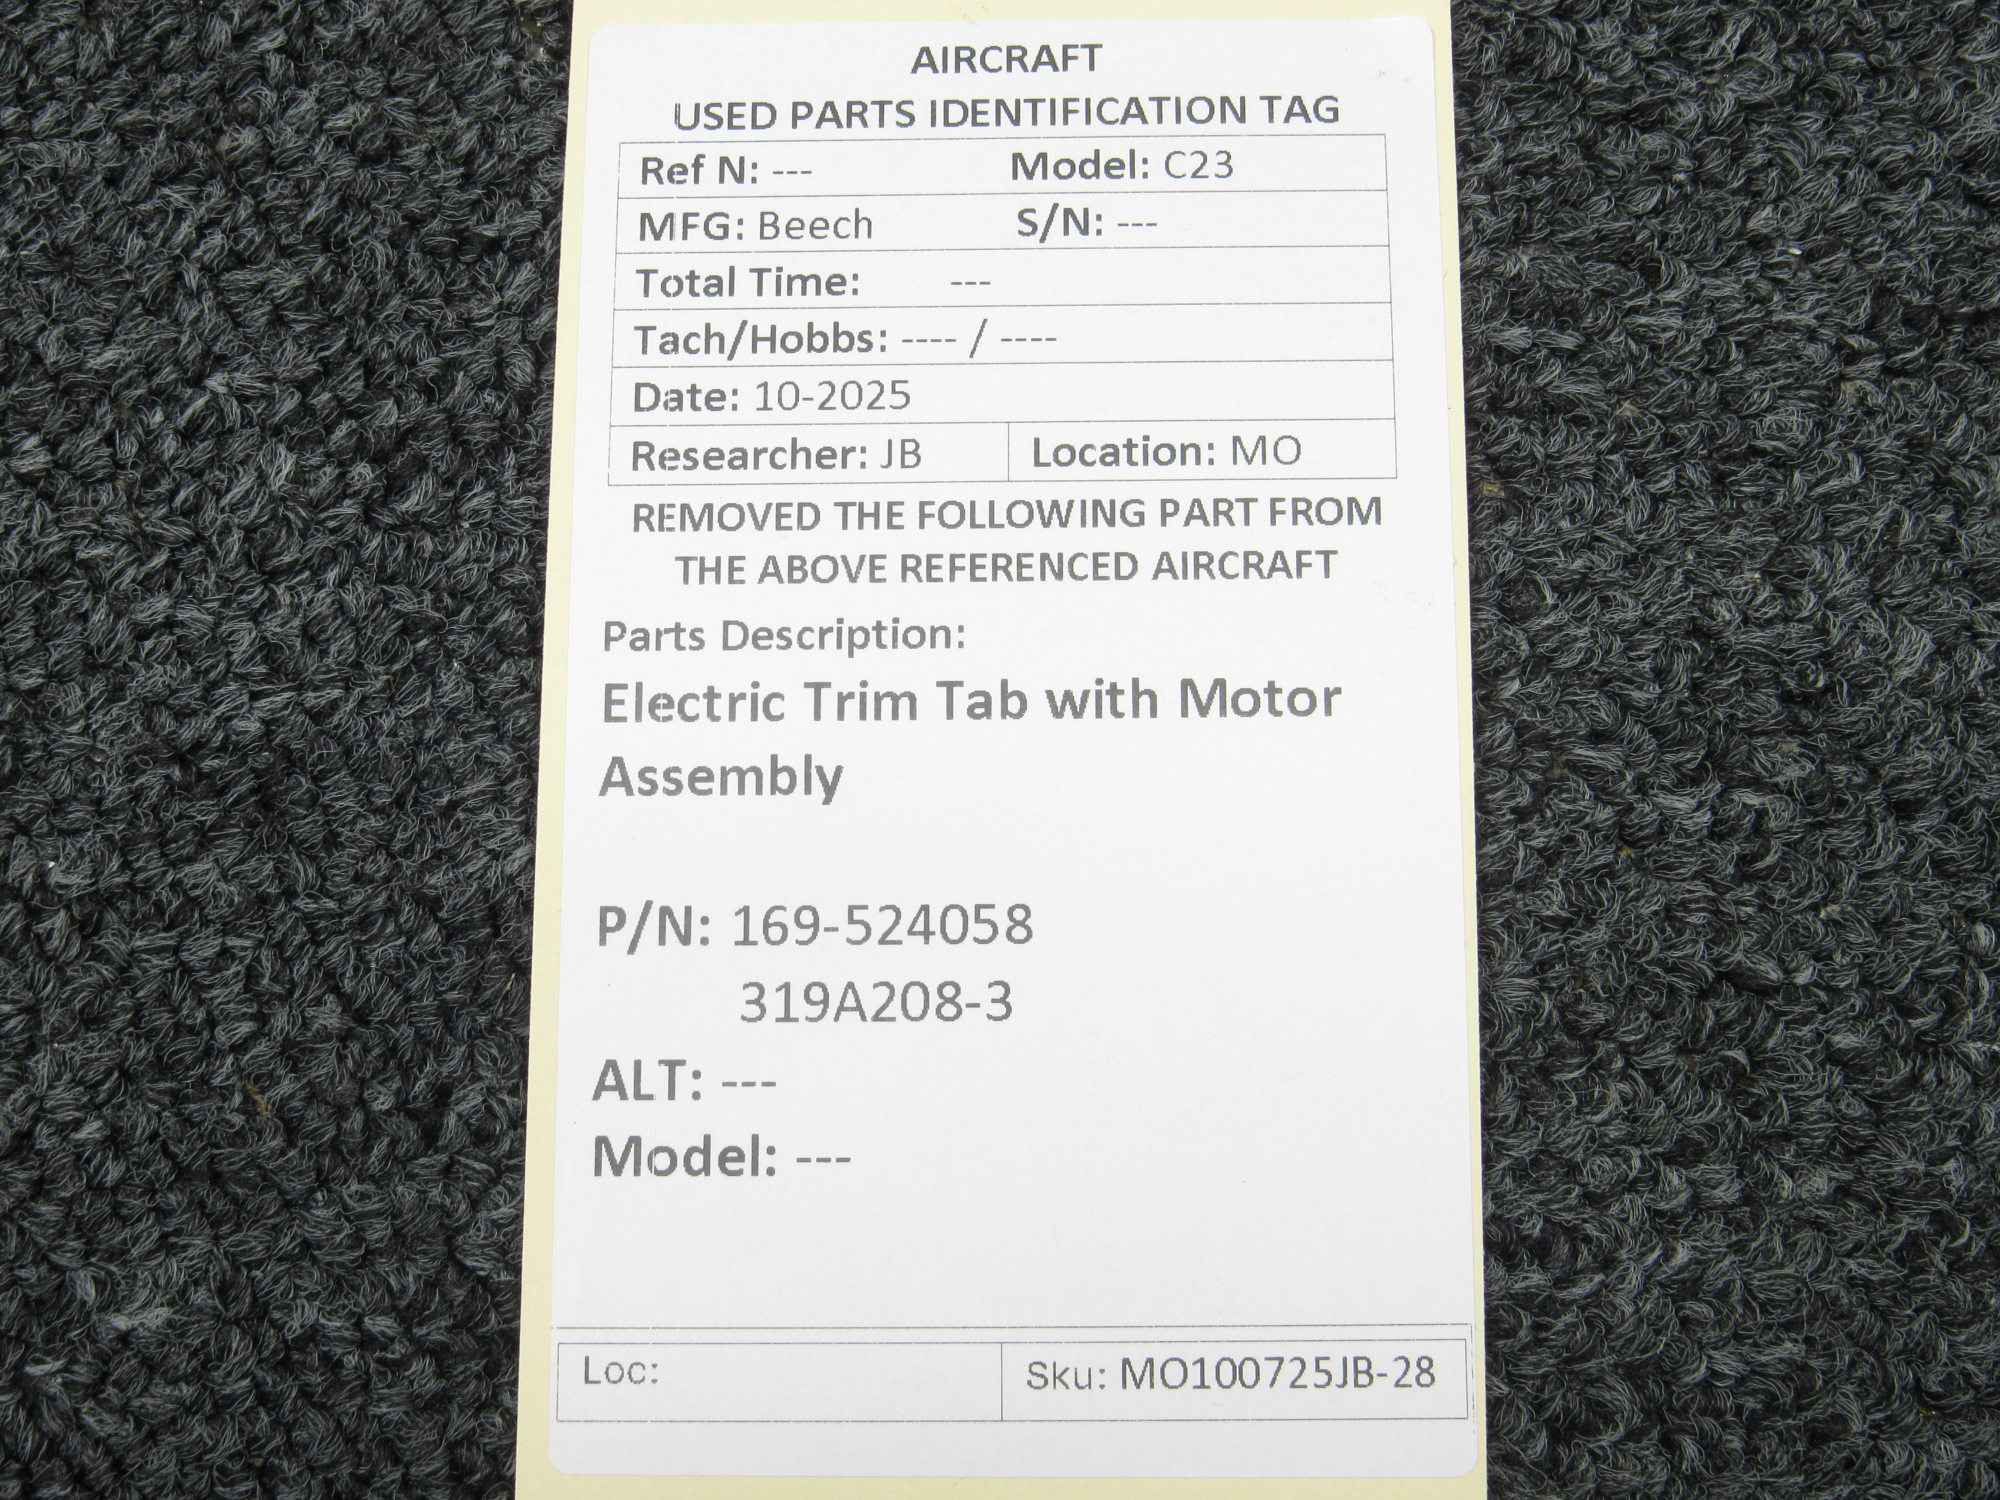 AIRCRAFT
USED PARTS IDENTIFICATION TAG
Ref N: --- Model: C23
MFG: Beech S/N: ---
Total Time: ---
Tach/Hobbs: ---- / ----
Date: 10-2025
Researcher: JB Location: MO
REMOVED THE FOLLOWING PART FROM
THE ABOVE REFERENCED AIRCRAFT
Parts Description:
Electric Trim Tab with Motor
Assembly
P/N: 169-524058
319A208-3
ALT: ---
Model: ---
Loc: Sku: MO100725JB-28